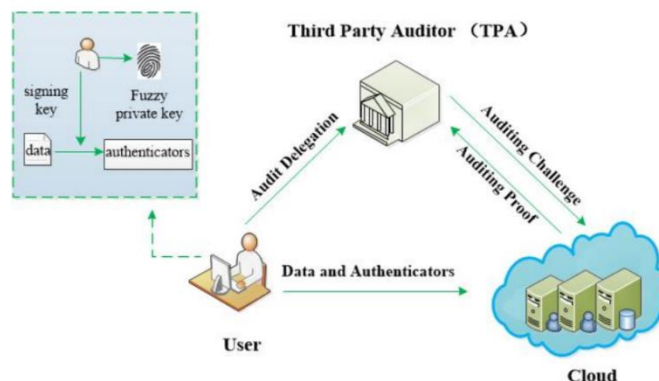 Third Party Auditor （TPA）
signing
key
Fuzzy
private key
data
authenticators
Audit Delegation
Auditing Challenge
Auditing Proof
Data and Authenticators
User
Cloud